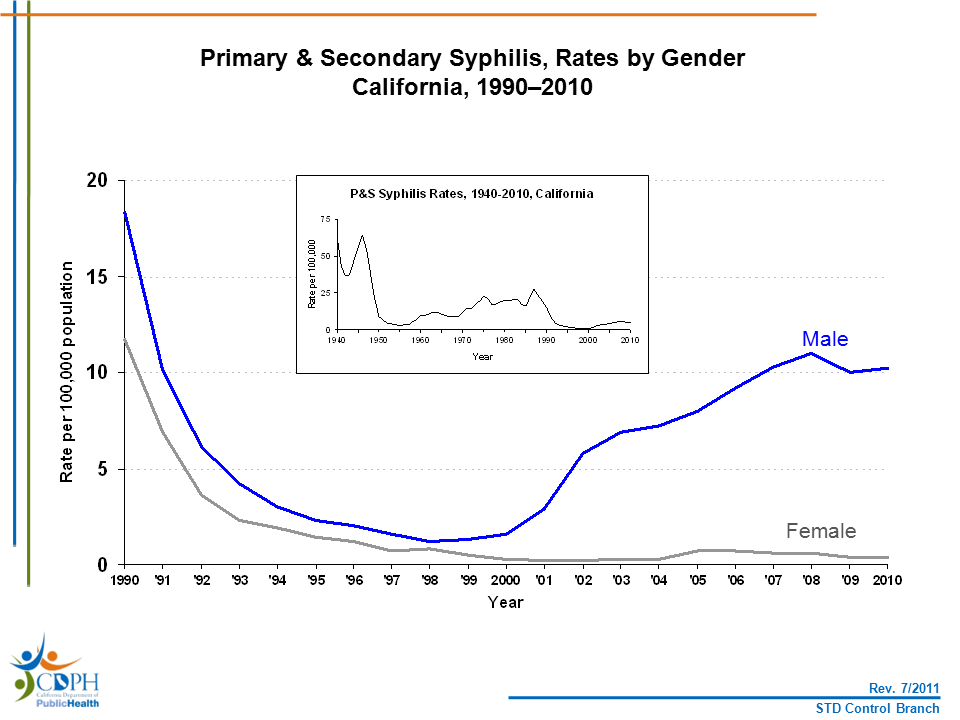 Primary & Secondary Syphilis, Rates by Gender
California, 1990–2010
P&S Syphilis Rates, 1940-2010, California
75
50
25
0
Rate per 100,000
1940 1950 1960 1970 1980 1990 2000 2010
Year
20
15
10
5
0
Rate per 100,000 population
Male
Female
1990 '91 '92 '93 '94 '95 '96 '97 '98 '99 2000 '01 '02 '03 '04 '05 '06 '07 '08 '09 2010
Year
CDPH
California Department of
PublicHealth
Rev. 7/2011
STD Control Branch